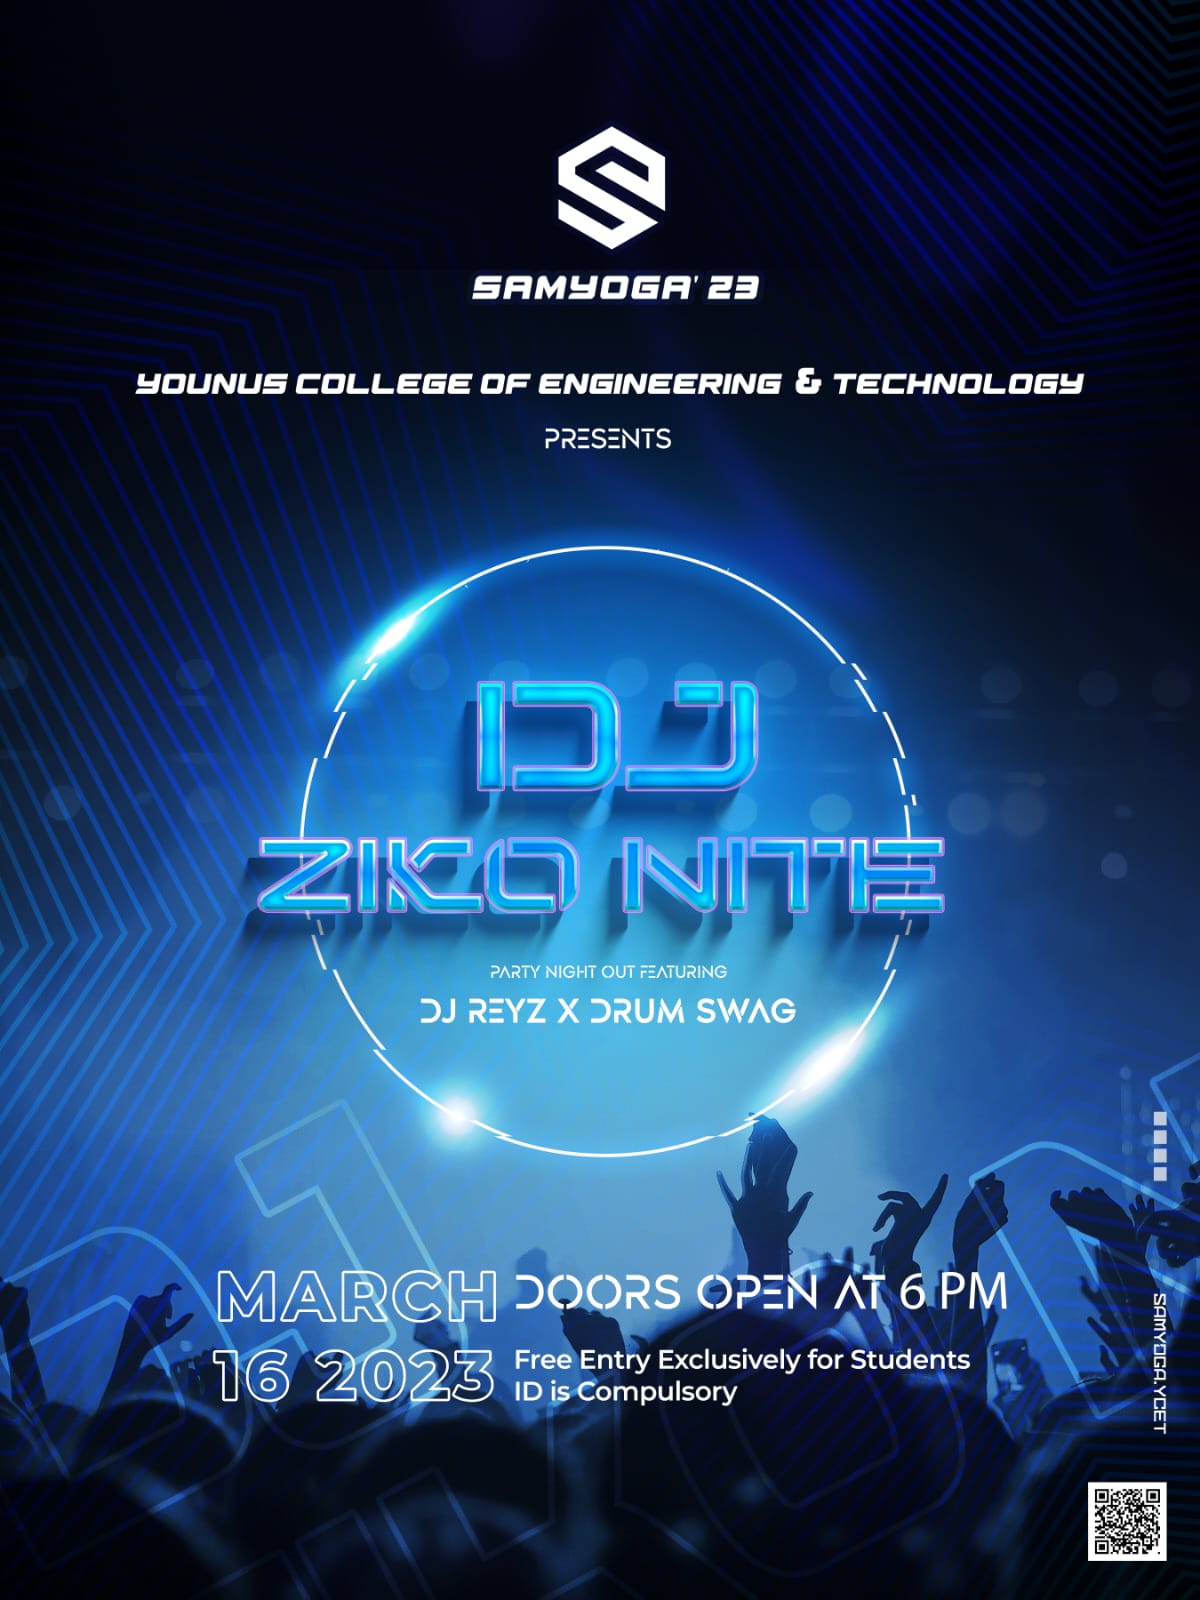 SAMYOGA' 23
YOUNUS COLLEGE OF ENGINEERING & TECHNOLOGY
PRESENTS
DJ
ZIKO NITE
PARTY NIGHT OUT FEATURING
DJ REYZ X DRUM SWAG
MARCH
16 2023
DOORS OPEN AT 6 PM
Free Entry Exclusively for Students
ID is Compulsory
SAMYOGA.YCET